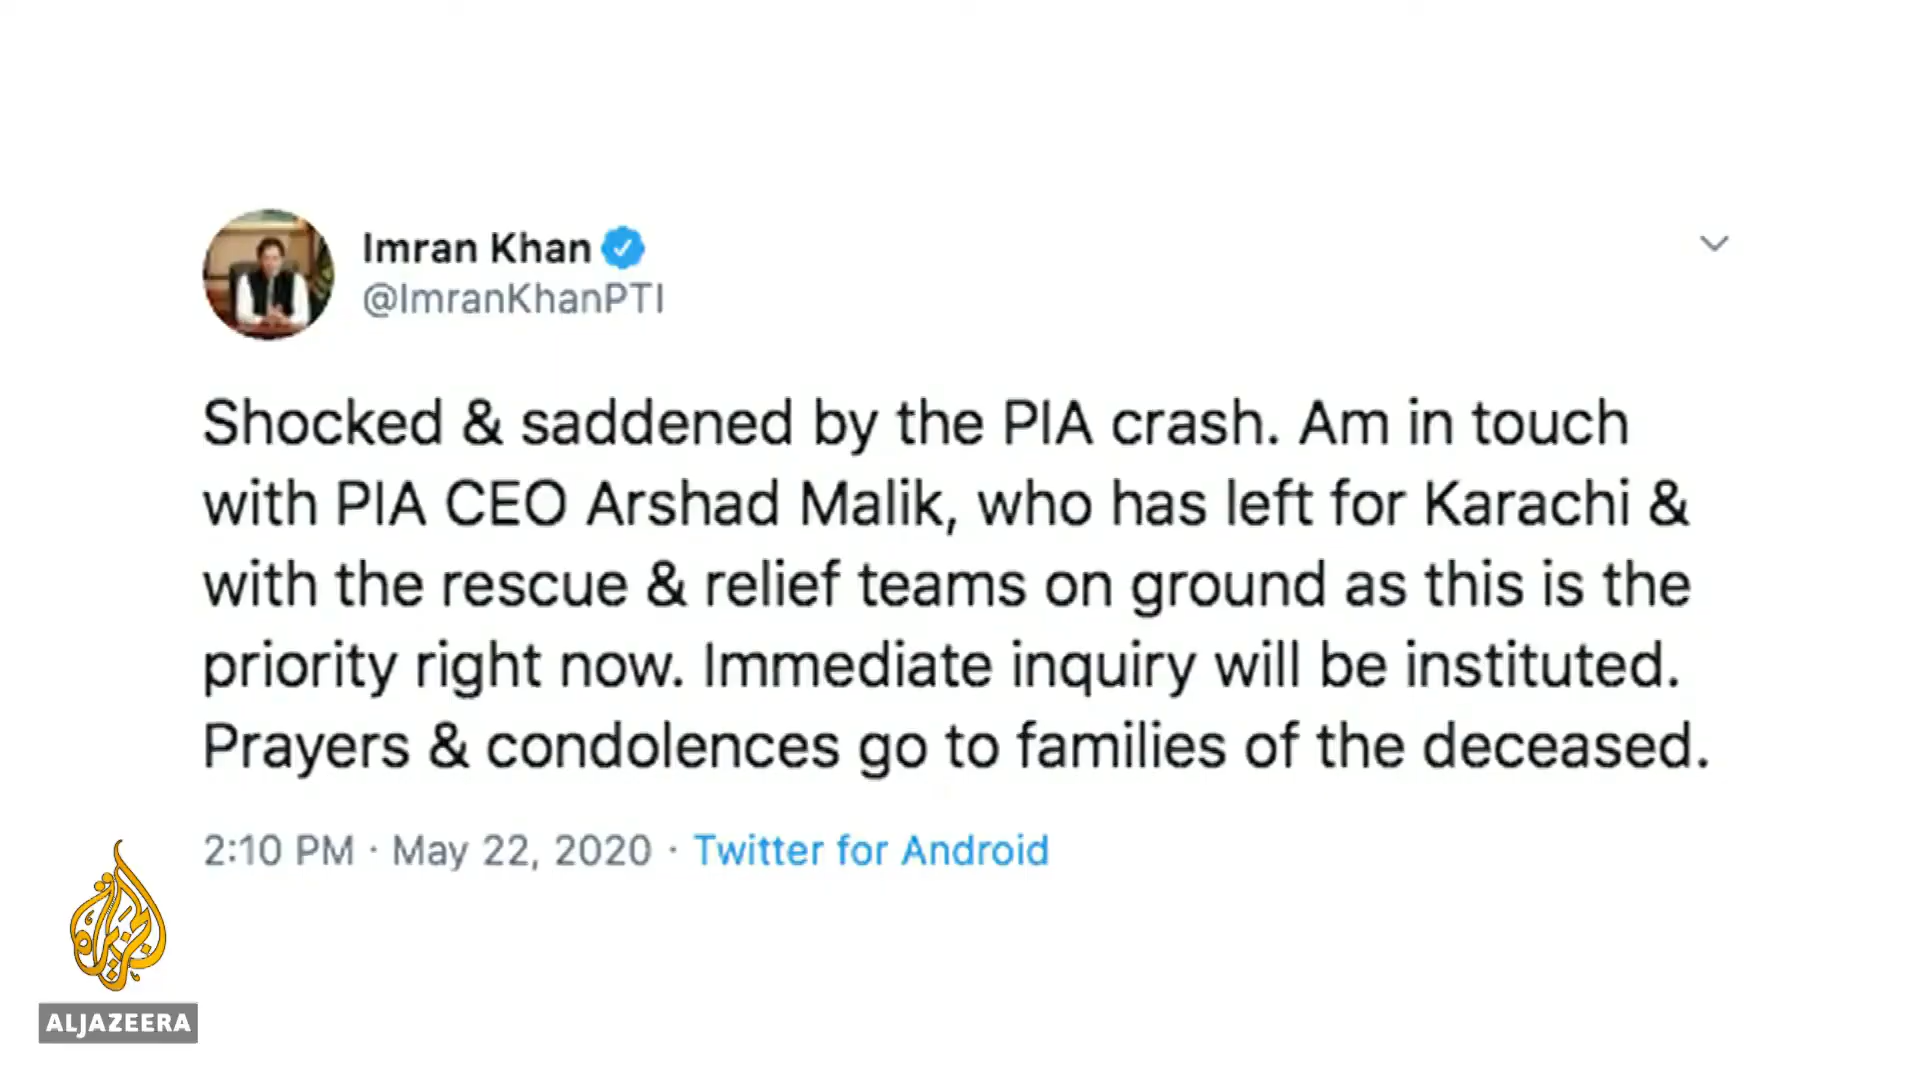 Imran Khan
@ImranKhanPTI
Shocked & saddened by the PIA crash. Am in touch
with PIA CEO Arshad Malik, who has left for Karachi &
with the rescue & relief teams on ground as this is the
priority right now. Immediate inquiry will be instituted.
Prayers & condolences go to families of the deceased.
2:10 PM · May 22, 2020 · Twitter for Android
الجزيرة
ALJAZEERA